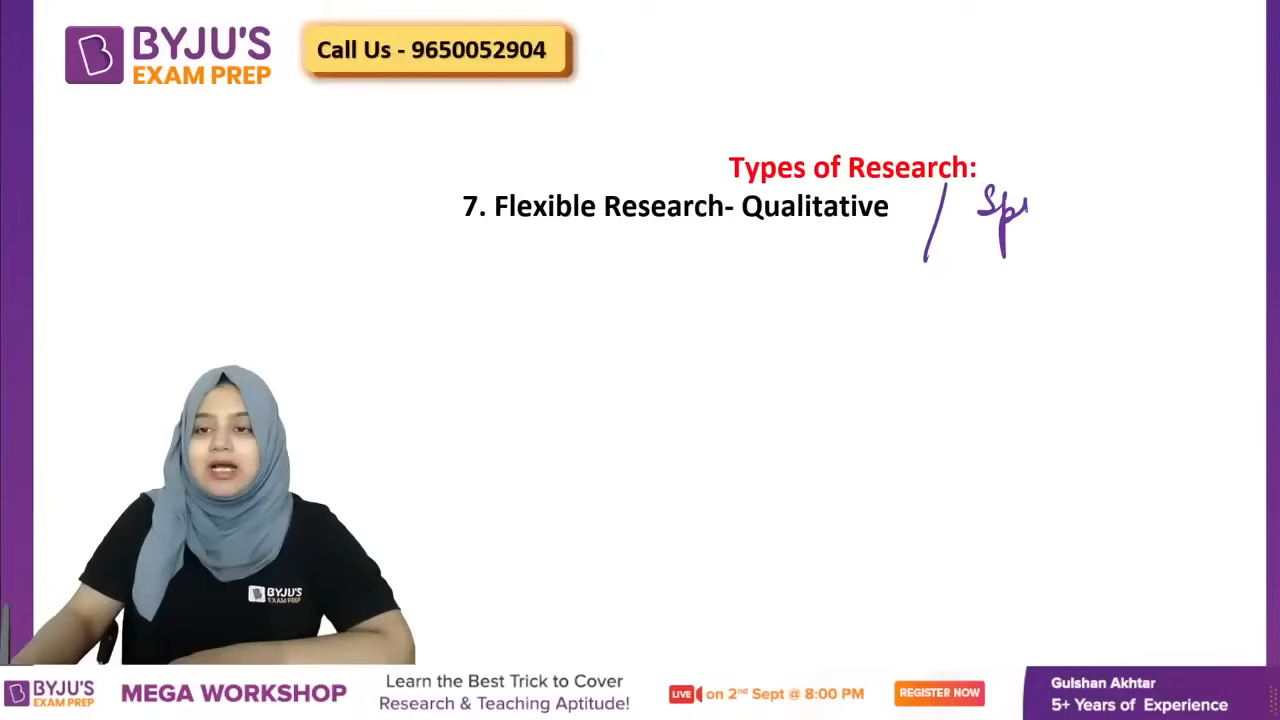 BYJU'S
EXAM PREP
Call Us - 9650052904
Types of Research:
7. Flexible Research- Qualitative /
BYJU'S
EXAM PREP
BYJU'S
EXAM PREP
MEGA WORKSHOP
Learn the Best Trick to Cover
Research & Teaching Aptitude!
LIVE on 2nd Sept @ 8:00 PM
REGISTER NOW
Gulshan Akhtar
5+ Years of Experience